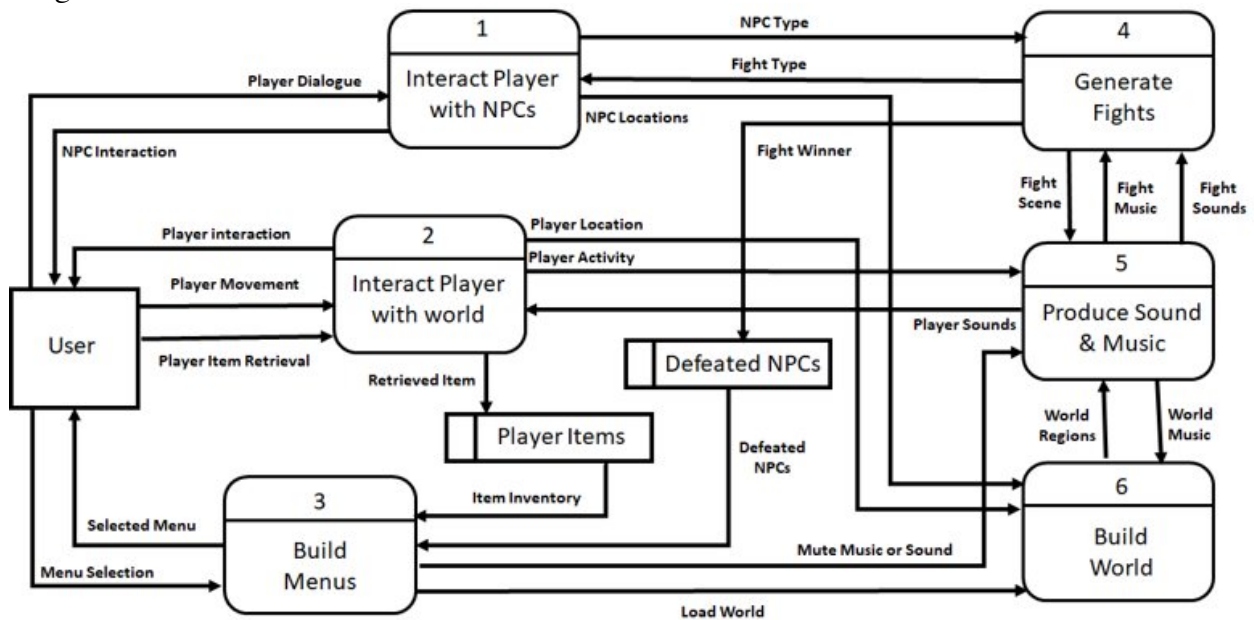 1
Interact Player
with NPCs
NPC Type
4
Generate
Fights
Fight Type
Player Dialogue
NPC Locations
NPC Interaction
Fight Winner
Fight
Scene
Fight
Music
Fight
Sounds
Player interaction
2
Interact Player
with world
Player Location
Player Activity
5
Produce Sound
& Music
Player Movement
Player Sounds
User
Player Item Retrieval
Retrieved Item
Defeated NPCs
Player Items
Defeated
NPCs
World
Regions
World
Music
3
Build
Menus
Item Inventory
6
Build
World
Selected Menu
Mute Music or Sound
Menu Selection
Load World